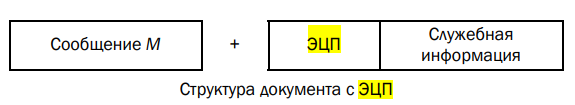 Сообщение M + ЭЦП Служебная
информация
Структура документа с ЭЦП